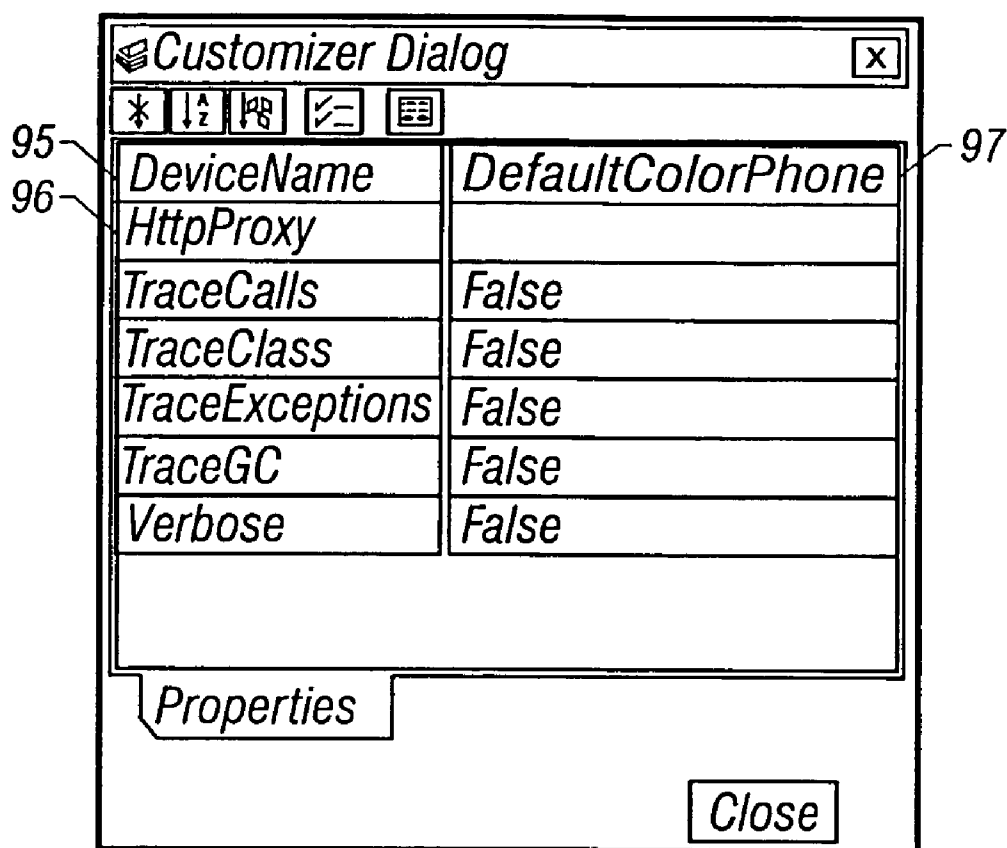 Customizer Dialog X
A Z
95 DeviceName DefaultColorPhone 97
96 HttpProxy
TraceCalls False
TraceClass False
TraceExceptions False
TraceGC False
Verbose False
Properties
Close